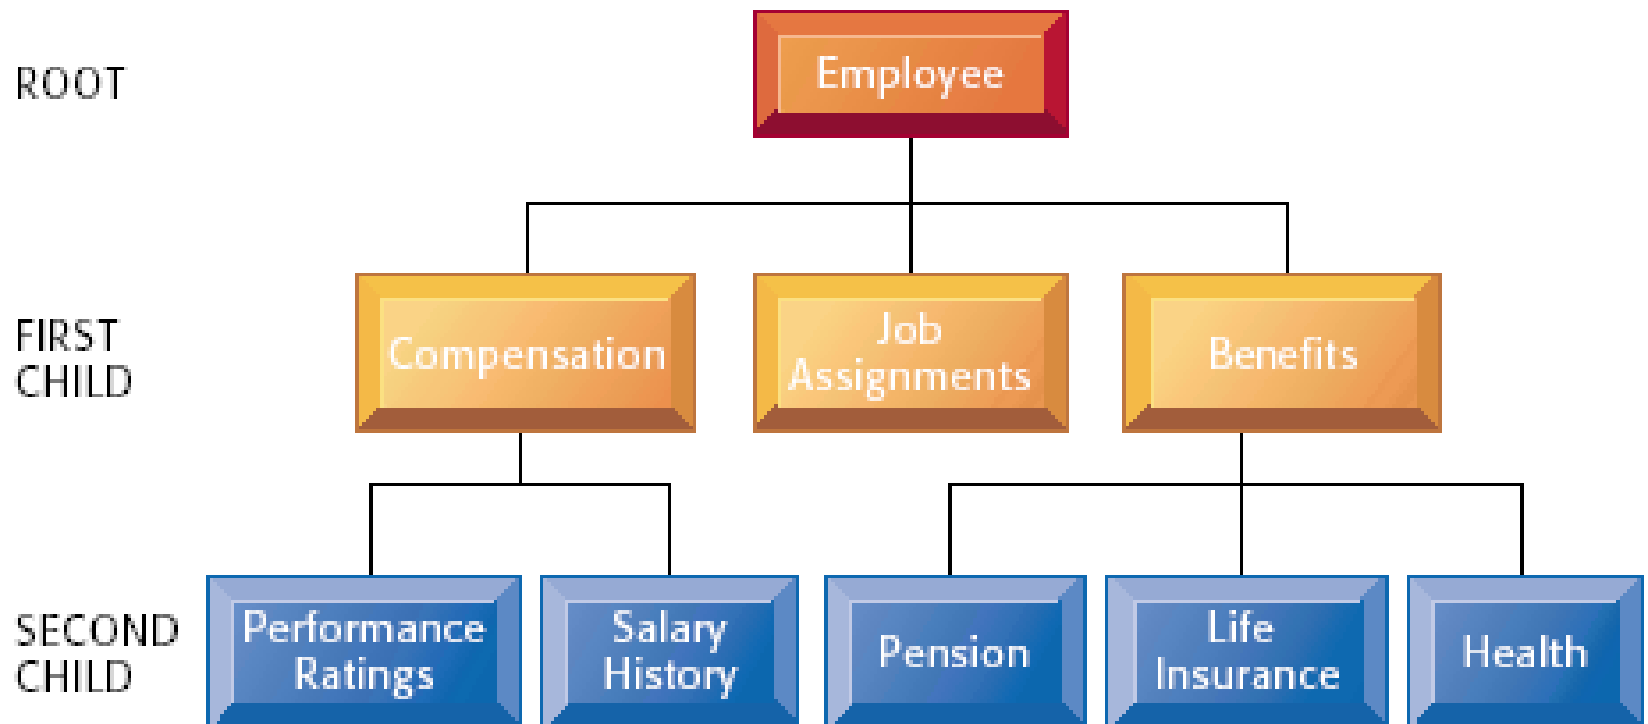 ROOT
Employee
FIRST
CHILD
Compensation
Job
Assignments
Benefits
SECOND
CHILD
Performance
Ratings
Salary
History
Pension
Life
Insurance
Health